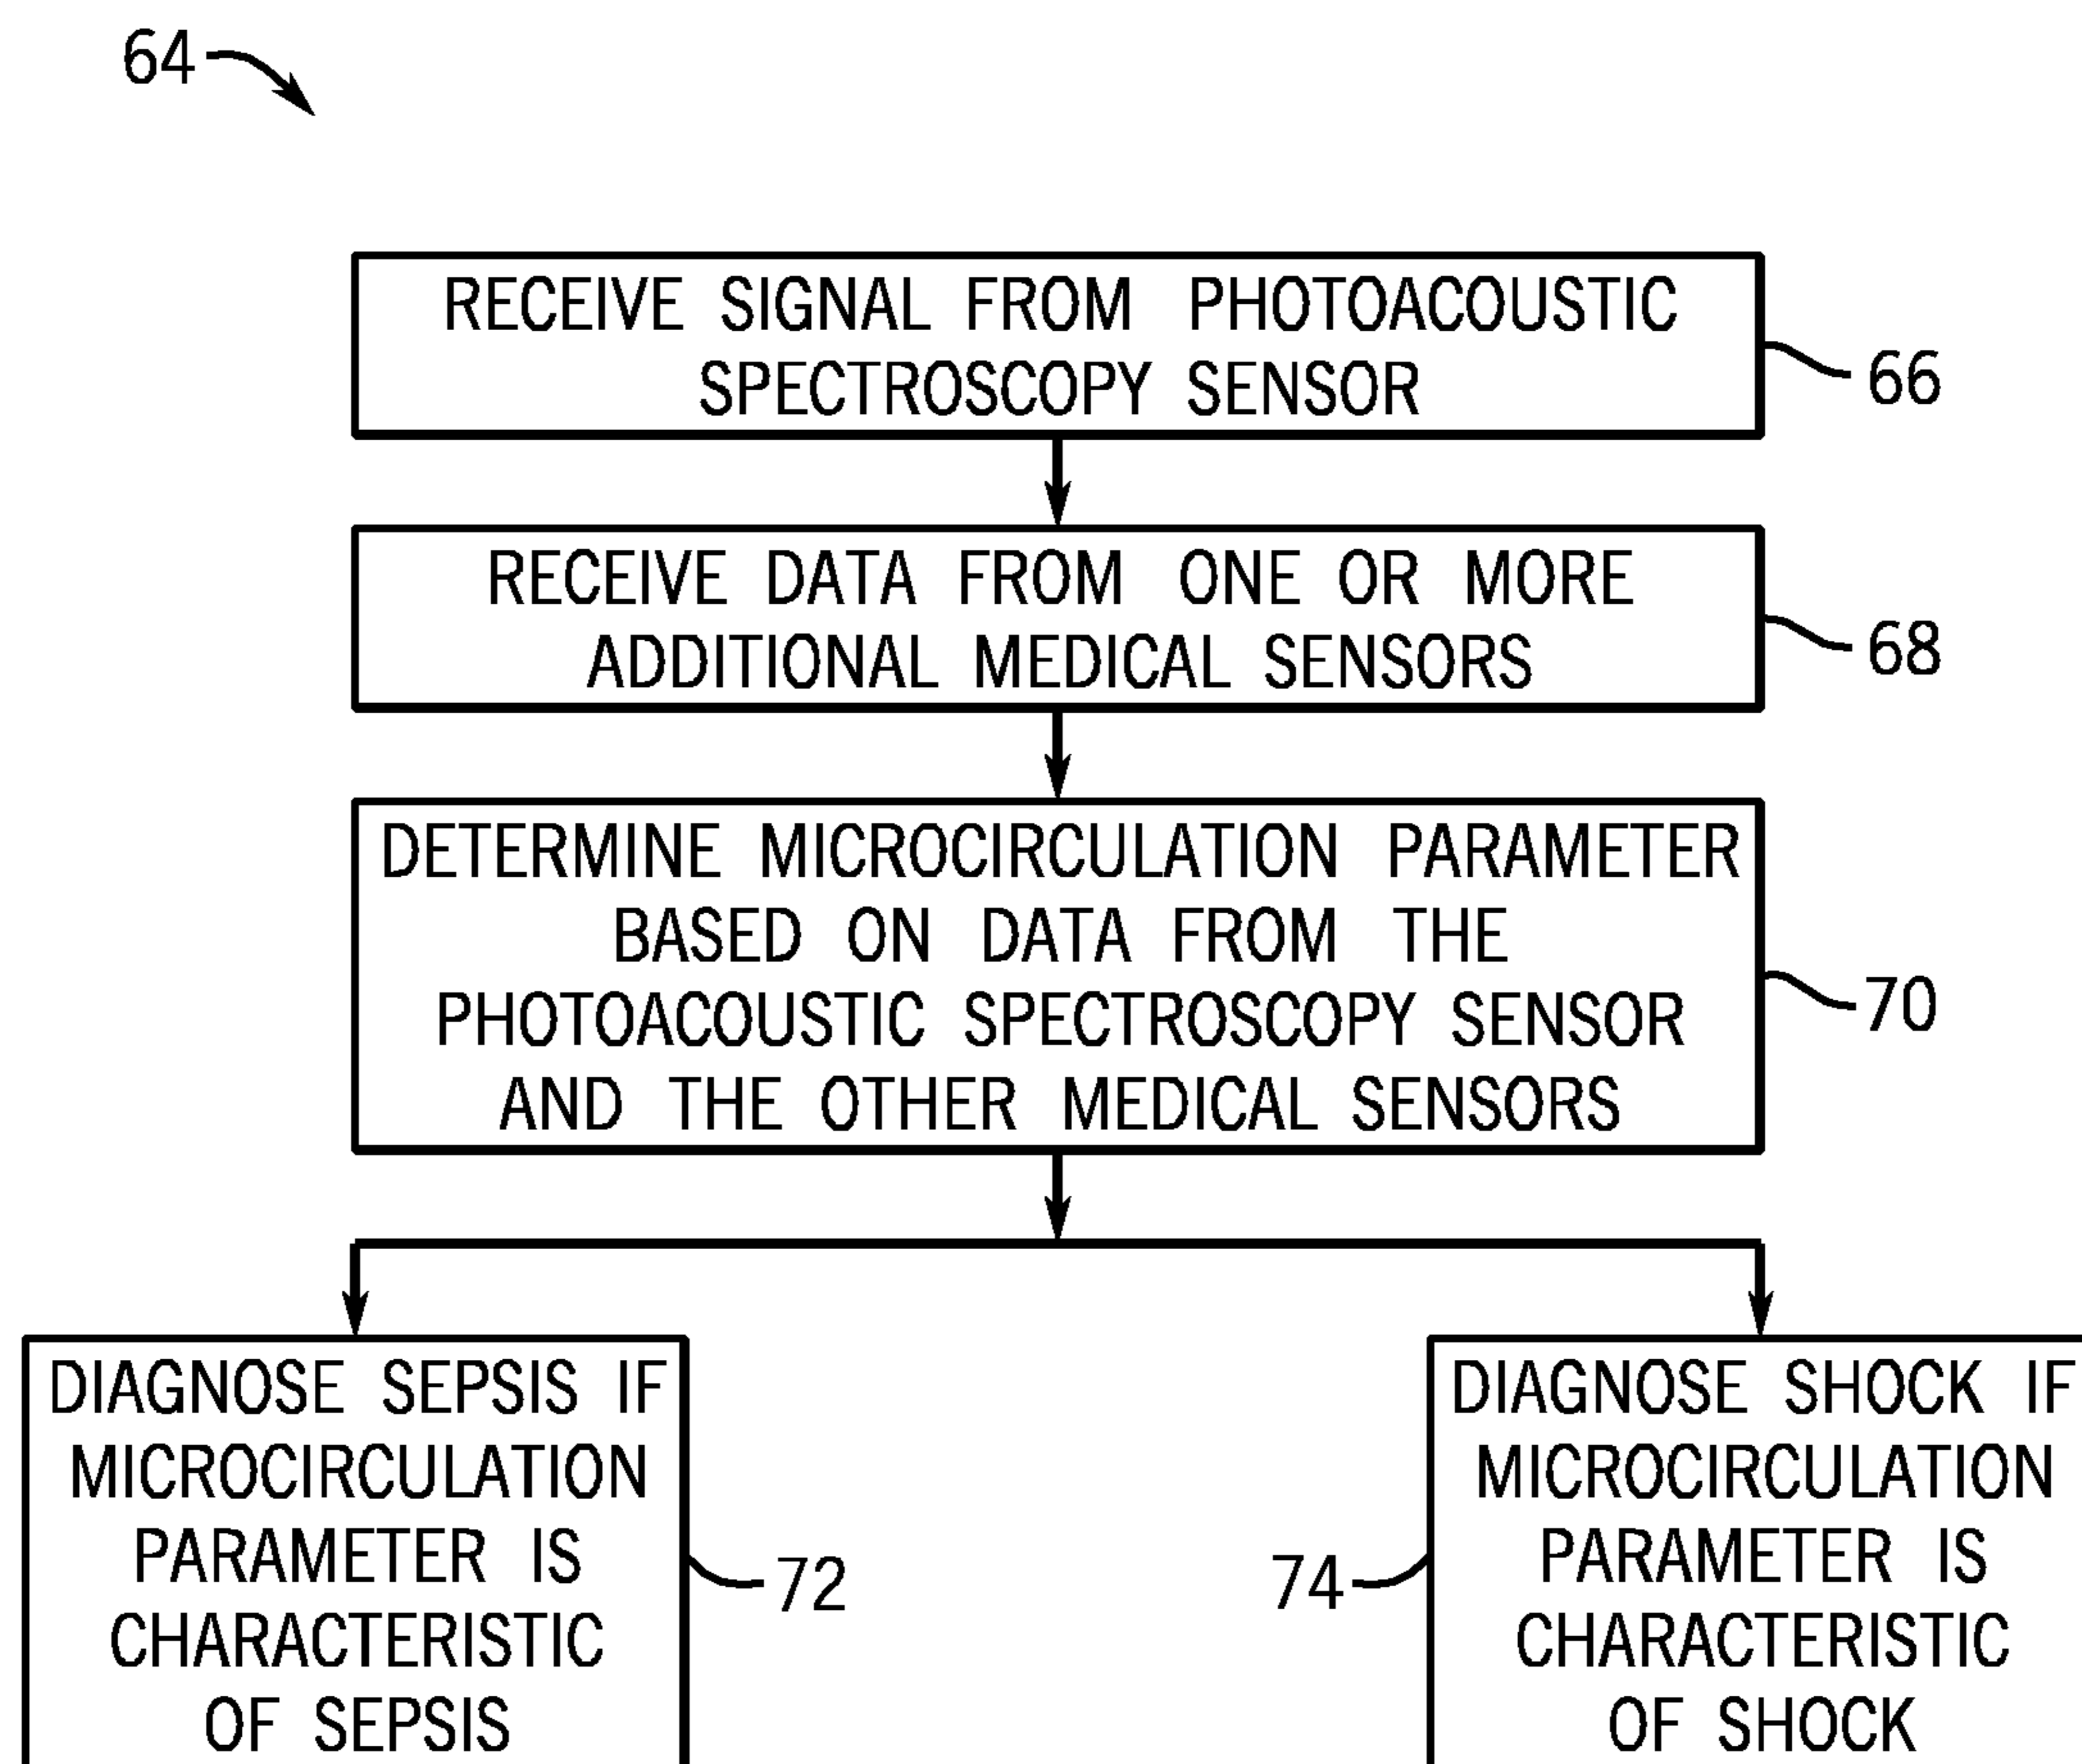 64
RECEIVE SIGNAL FROM PHOTOACOUSTIC
SPECTROSCOPY SENSOR
66
RECEIVE DATA FROM ONE OR MORE
ADDITIONAL MEDICAL SENSORS
68
DETERMINE MICROCIRCULATION PARAMETER
BASED ON DATA FROM THE
PHOTOACOUSTIC SPECTROSCOPY SENSOR
AND THE OTHER MEDICAL SENSORS
70
DIAGNOSE SEPSIS IF
MICROCIRCULATION
PARAMETER IS
CHARACTERISTIC
OF SEPSIS
72
74
DIAGNOSE SHOCK IF
MICROCIRCULATION
PARAMETER IS
CHARACTERISTIC
OF SHOCK